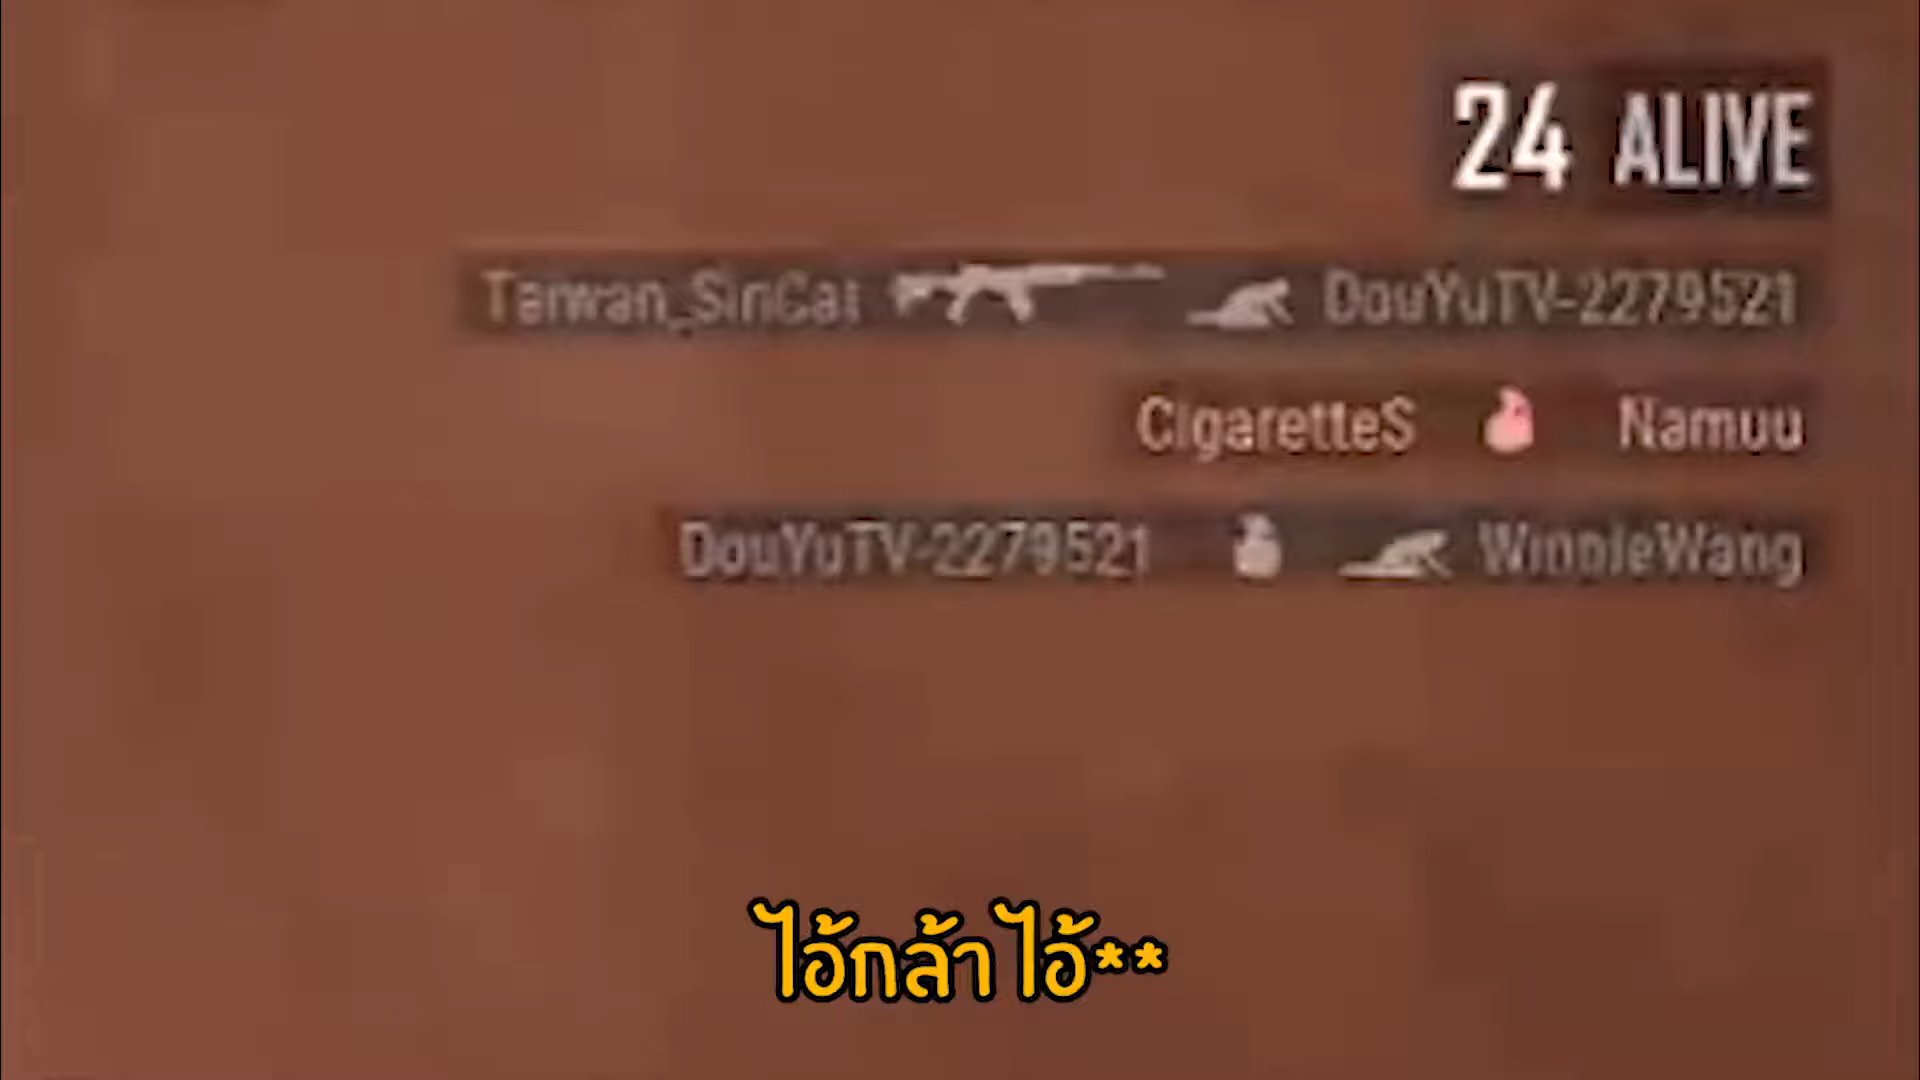 24 ALIVE
Taiwan_SinCat DouYuTV-2279521
CigaretteS Namuu
DouYuTV-2279521 WinnieWang
ไอ้กล้า ไอ้**